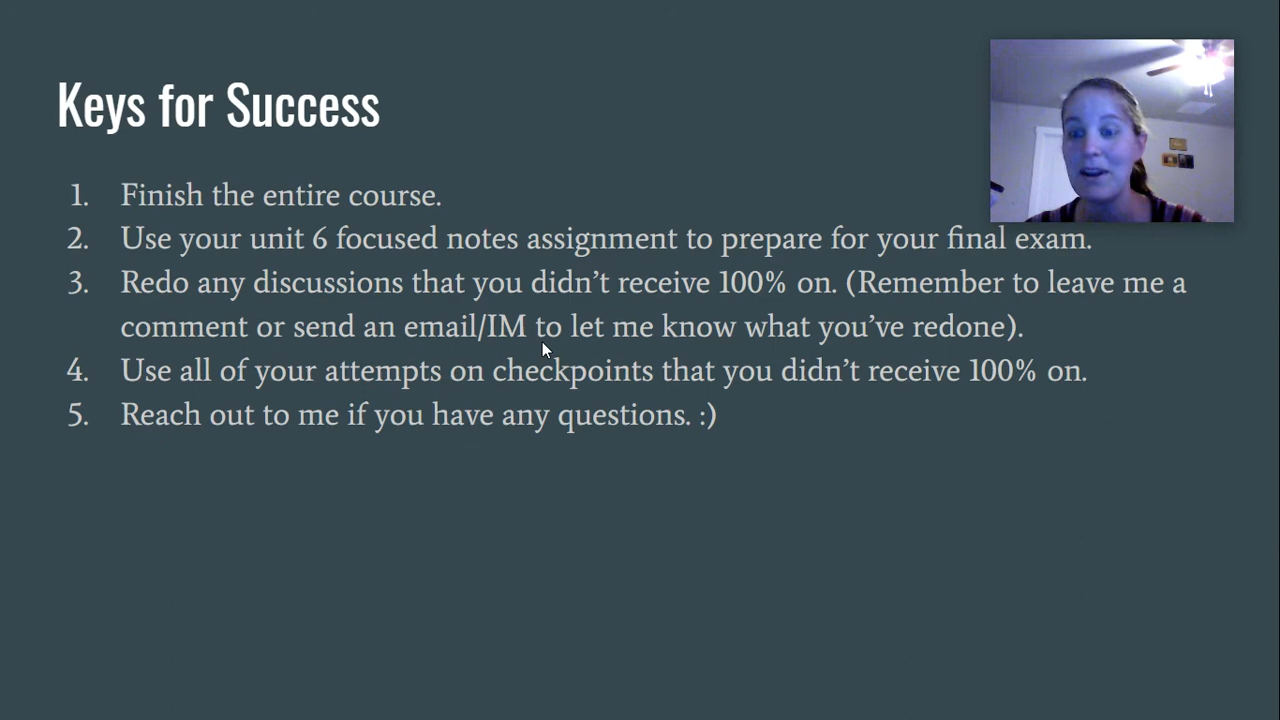 Keys for Success
1. Finish the entire course.
2. Use your unit 6 focused notes assignment to prepare for your final exam.
3. Redo any discussions that you didn’t receive 100% on. (Remember to leave me a
comment or send an email/IM to let me know what you’ve redone).
4. Use all of your attempts on checkpoints that you didn’t receive 100% on.
5. Reach out to me if you have any questions. :)